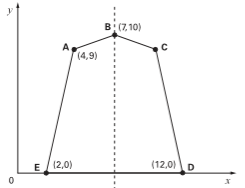 y
B (7,10)
A C
(4,9)
E (2,0) (12,0) D
0 x